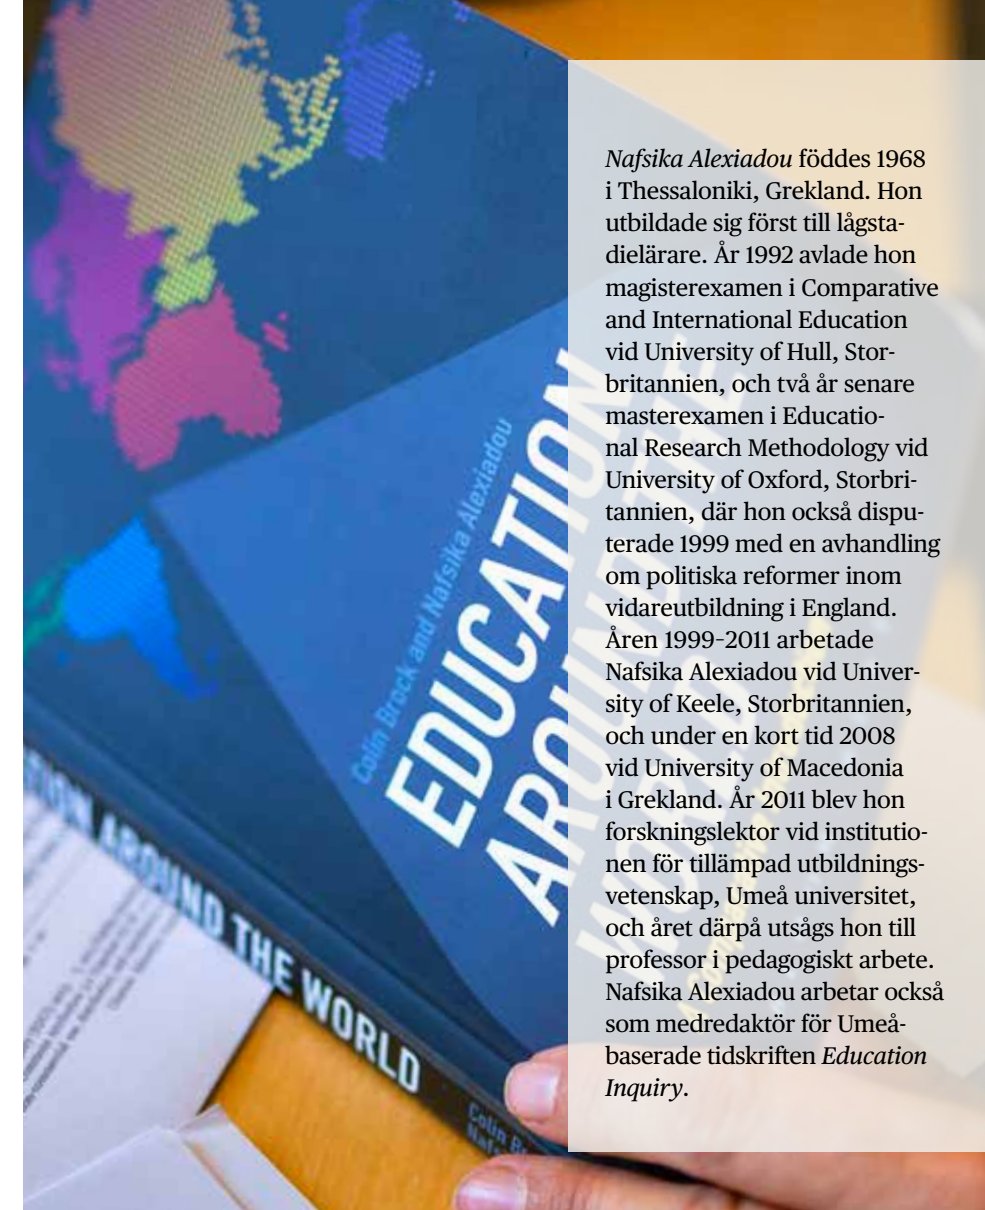 Nafsika Alexiadou föddes 1968
i Thessaloniki, Grekland. Hon
utbildade sig först till lågsta-
dielärare. År 1992 avlade hon
magisterexamen i Comparative
and International Education
vid University of Hull, Stor-
britannien, och två år senare
masterexamen i Educatio-
nal Research Methodology vid
University of Oxford, Storbri-
tannien, där hon också dispu-
terade 1999 med en avhandling
om politiska reformer inom
vidareutbildning i England.
Åren 1999–2011 arbetade
Nafsika Alexiadou vid Univer-
sity of Keele, Storbritannien,
och under en kort tid 2008
vid University of Macedonia
i Grekland. År 2011 blev hon
forskningslektor vid institutio-
nen för tillämpad utbildnings-
vetenskap, Umeå universitet,
och året därpå utsågs hon till
professor i pedagogiskt arbete.
Nafsika Alexiadou arbetar också
som medredaktör för Umeå-
baserade tidskriften Education
Inquiry.
Colin Brock and Nafsika Alexiadou
EDUCATION
AROUND THE
WORLD
AROUND THE WORLD
Colin